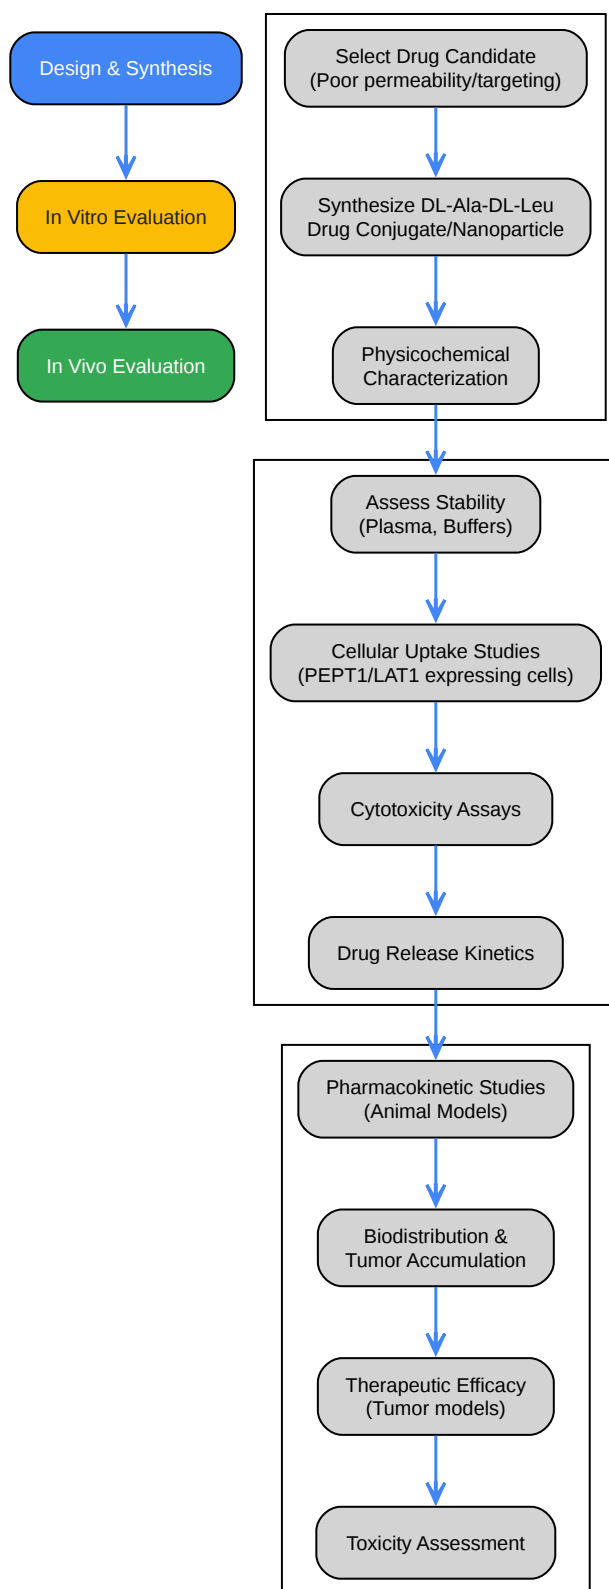 Design & Synthesis
In Vitro Evaluation
In Vivo Evaluation
Select Drug Candidate
(Poor permeability/targeting)
Synthesize DL-Ala-DL-Leu
Drug Conjugate/Nanoparticle
Physicochemical
Characterization
Assess Stability
(Plasma, Buffers)
Cellular Uptake Studies
(PEPT1/LAT1 expressing cells)
Cytotoxicity Assays
Drug Release Kinetics
Pharmacokinetic Studies
(Animal Models)
Biodistribution &
Tumor Accumulation
Therapeutic Efficacy
(Tumor models)
Toxicity Assessment